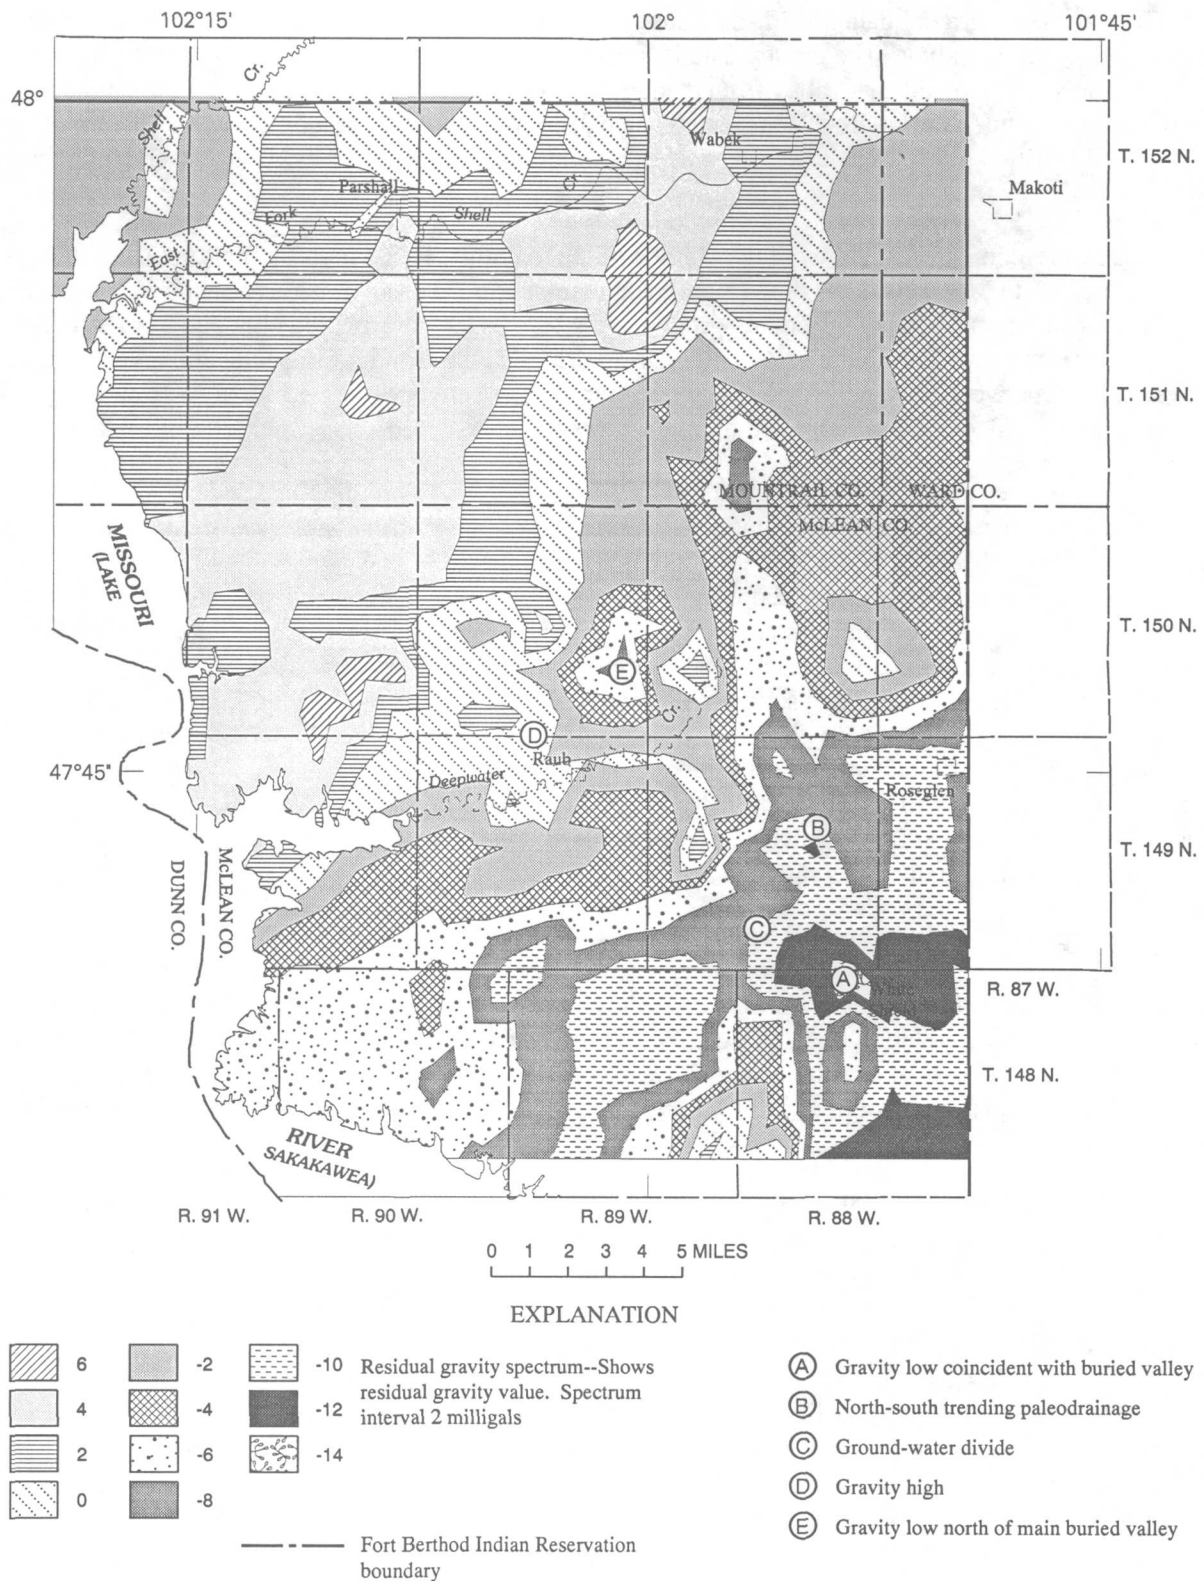 102°15' 102° 101°45'
48°
Cr.
Shell
Wabek
T. 152 N.
Makoti
Parshall
Cr.
Shell
Fork
East
T. 151 N.
MOUNTRAIL CO. WARD CO.
McLEAN CO.
MISSOURI
(LAKE
T. 150 N.
E
Cr.
D
Raub
47°45"
Deepwater
Roseglen
B
T. 149 N.
McLEAN CO.
DUNN CO.
C
A
White
R. 87 W.
T. 148 N.
RIVER
SAKAKAWEA)
R. 91 W. R. 90 W. R. 89 W. R. 88 W.
0 1 2 3 4 5 MILES
EXPLANATION
6 -2 -10
4 -4 -12
2 -6 -14
0 -8
Residual gravity spectrum--Shows
residual gravity value. Spectrum
interval 2 milligals
Fort Berthod Indian Reservation
boundary
A Gravity low coincident with buried valley
B North-south trending paleodrainage
C Ground-water divide
D Gravity high
E Gravity low north of main buried valley